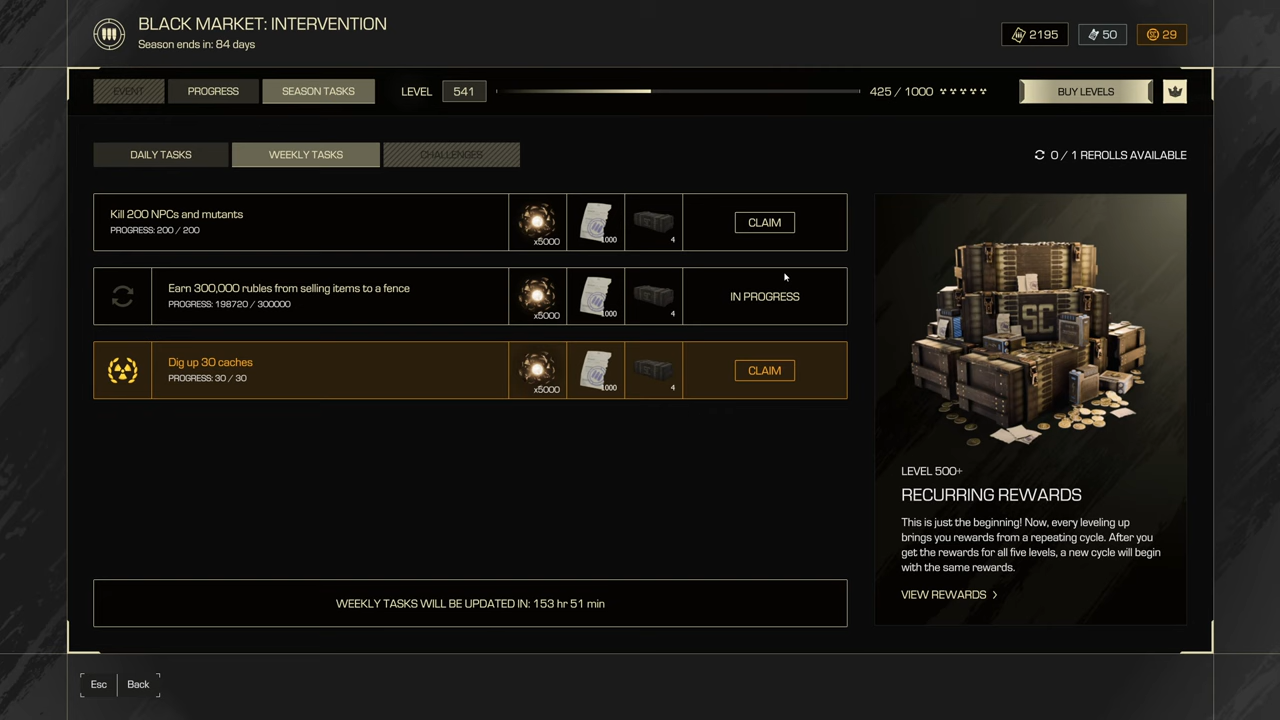 BLACK MARKET: INTERVENTION
Season ends in: 84 days
2195
50
29
EVENT
PROGRESS
SEASON TASKS
LEVEL
541
425 / 1000
BUY LEVELS
DAILY TASKS
WEEKLY TASKS
CHALLENGES
0 / 1 REROLLS AVAILABLE
Kill 200 NPCs and mutants
PROGRESS: 200 / 200
x5000
1000
4
CLAIM
Earn 300,000 rubles from selling items to a fence
PROGRESS: 198720 / 300000
x5000
1000
4
IN PROGRESS
Dig up 30 caches
PROGRESS: 30 / 30
x5000
1000
4
CLAIM
SC
LEVEL 500+
RECURRING REWARDS
This is just the beginning! Now, every leveling up
brings you rewards from a repeating cycle. After you
get the rewards for all five levels, a new cycle will begin
with the same rewards.
VIEW REWARDS
WEEKLY TASKS WILL BE UPDATED IN: 153 hr 51 min
Esc
Back